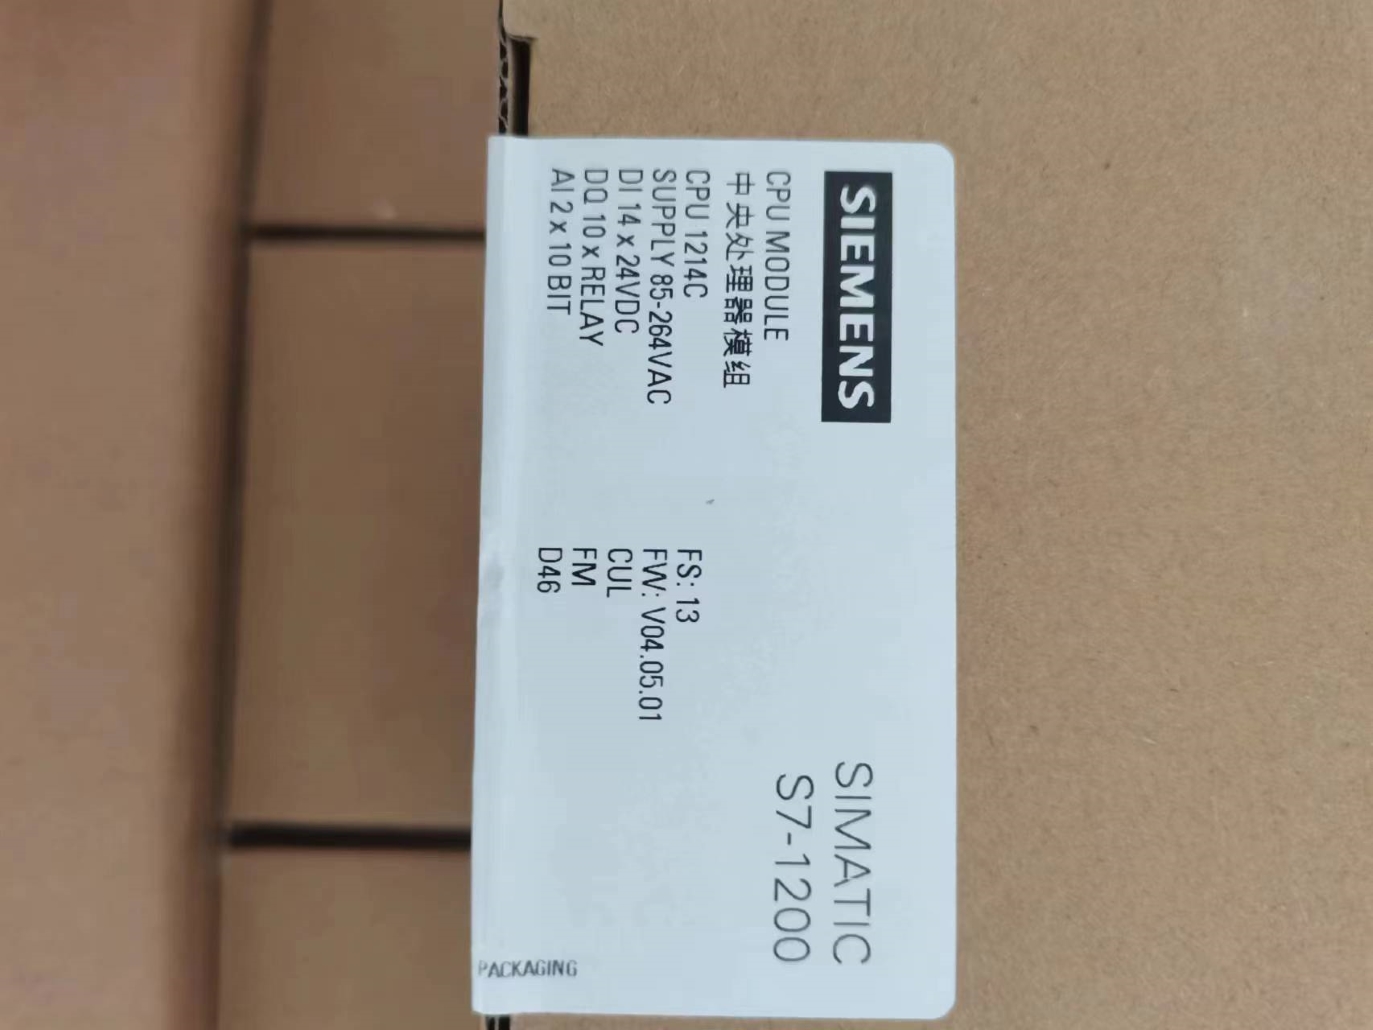 SIEMENS
SIMATIC
S7-1200
CPU MODULE
中央处理器模组
CPU 1214C
SUPPLY 85-264VAC
DI 14 x 24VDC
DQ 10 x RELAY
AI 2 x 10 BIT
FS: 13
FW: V04.05.01
CUL
FM
D46
PACKAGING